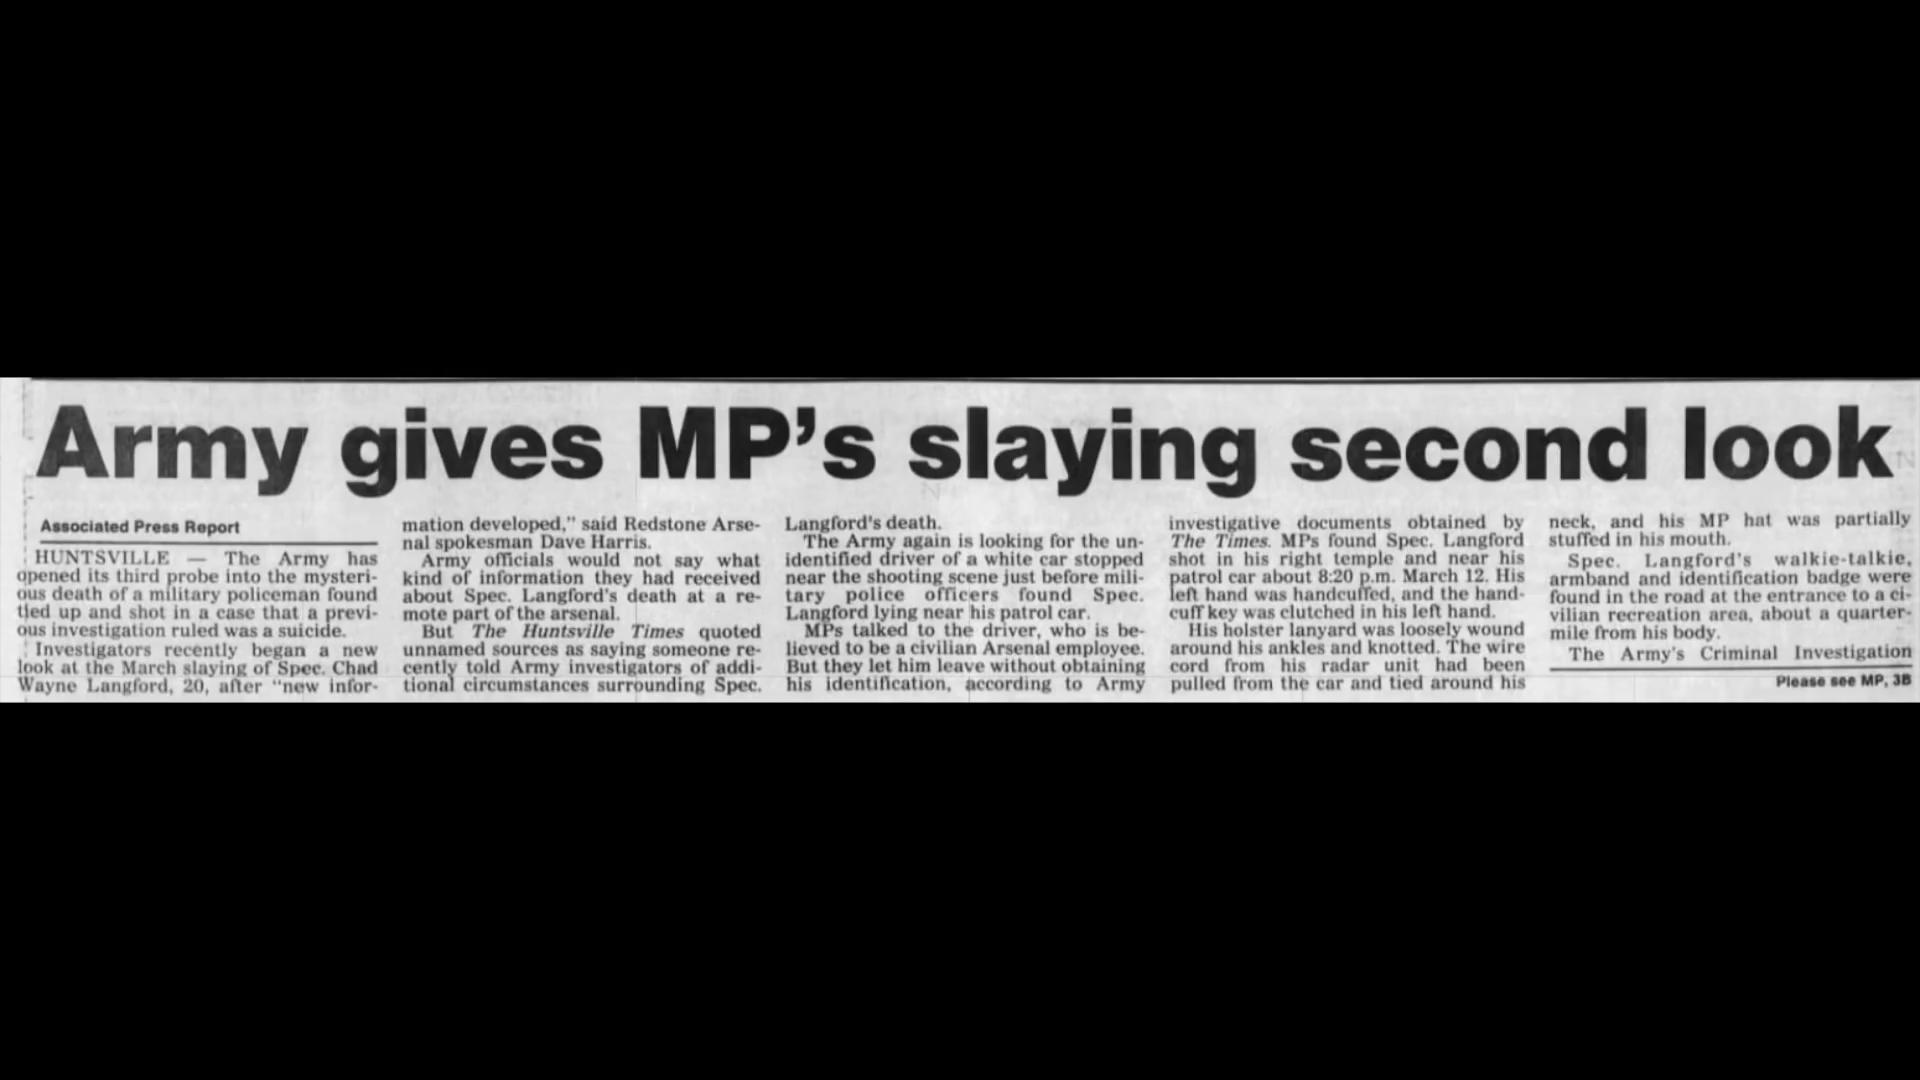 Army gives MP's slaying second look
Associated Press Report
HUNTSVILLE — The Army has
opened its third probe into the mysteri-
ous death of a military policeman found
tied up and shot in a case that a previ-
ous investigation ruled was a suicide.
Investigators recently began a new
look at the March slaying of Spec. Chad
Wayne Langford, 20, after "new infor-
mation developed," said Redstone Arse-
nal spokesman Dave Harris.
Army officials would not say what
kind of information they had received
about Spec. Langford's death at a re-
mote part of the arsenal.
But The Huntsville Times quoted
unnamed sources as saying someone re-
cently told Army investigators of addi-
tional circumstances surrounding Spec.
Langford's death.
The Army again is looking for the un-
identified driver of a white car stopped
near the shooting scene just before mili-
tary police officers found Spec.
Langford lying near his patrol car.
MPs talked to the driver, who is be-
lieved to be a civilian Arsenal employee.
But they let him leave without obtaining
his identification, according to Army
investigative documents obtained by
The Times. MPs found Spec. Langford
shot in his right temple and near his
patrol car about 8:20 p.m. March 12. His
left hand was handcuffed, and the hand-
cuff key was clutched in his left hand.
His holster lanyard was loosely wound
around his ankles and knotted. The wire
cord from his radar unit had been
pulled from the car and tied around his
neck, and his MP hat was partially
stuffed in his mouth.
Spec. Langford's walkie-talkie,
armband and identification badge were
found in the road at the entrance to a ci-
vilian recreation area, about a quarter-
mile from his body.
The Army's Criminal Investigation
Please see MP, 3B